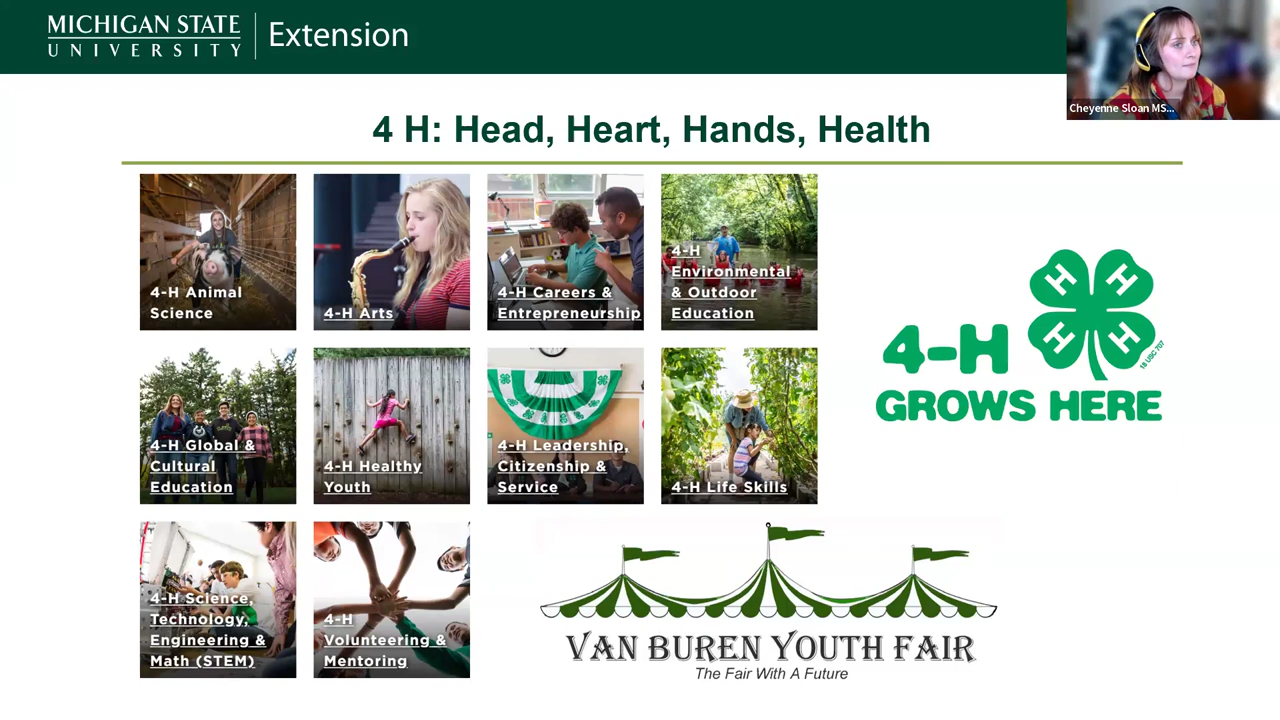 MICHIGAN STATE
UNIVERSITY
Extension
Cheyenne Sloan MS...
4 H: Head, Heart, Hands, Health
4-H Animal
Science
4-H Arts
4-H Careers &
Entrepreneurship
4-H
Environmental
& Outdoor
Education
4-H Global &
Cultural
Education
4-H Healthy
Youth
4-H Leadership,
Citizenship &
Service
4-H Life Skills
4-H Science,
Technology,
Engineering &
Math (STEM)
4-H
Volunteering &
Mentoring
H H
H H
18 USC 707
4-H
GROWS HERE
VAN BUREN YOUTH FAIR
The Fair With A Future